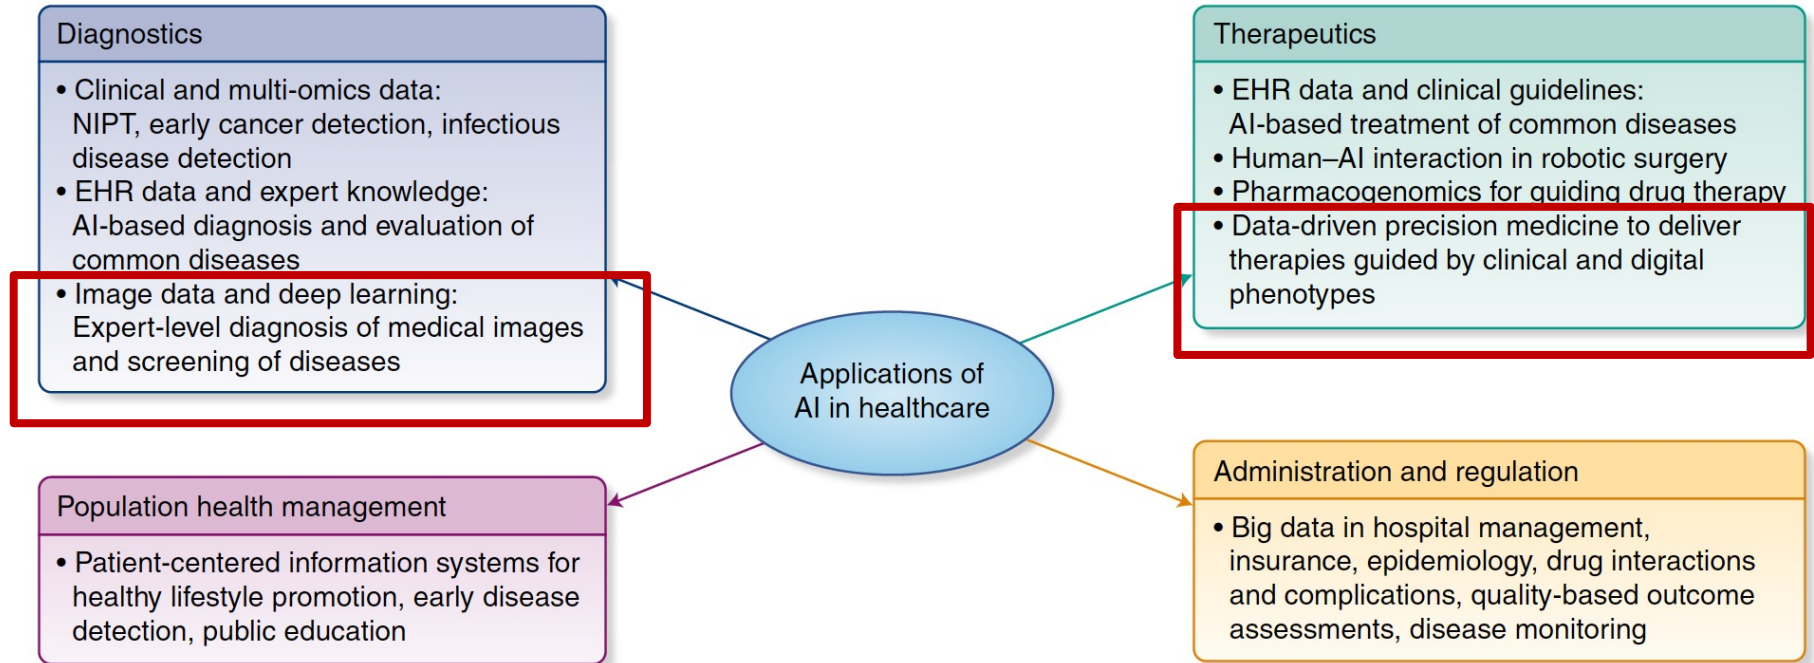 Diagnostics
• Clinical and multi-omics data:
NIPT, early cancer detection, infectious
disease detection
• EHR data and expert knowledge:
AI-based diagnosis and evaluation of
common diseases
• Image data and deep learning:
Expert-level diagnosis of medical images
and screening of diseases
Therapeutics
• EHR data and clinical guidelines:
AI-based treatment of common diseases
• Human–AI interaction in robotic surgery
• Pharmacogenomics for guiding drug therapy
• Data-driven precision medicine to deliver
therapies guided by clinical and digital
phenotypes
Applications of
AI in healthcare
Population health management
• Patient-centered information systems for
healthy lifestyle promotion, early disease
detection, public education
Administration and regulation
• Big data in hospital management,
insurance, epidemiology, drug interactions
and complications, quality-based outcome
assessments, disease monitoring